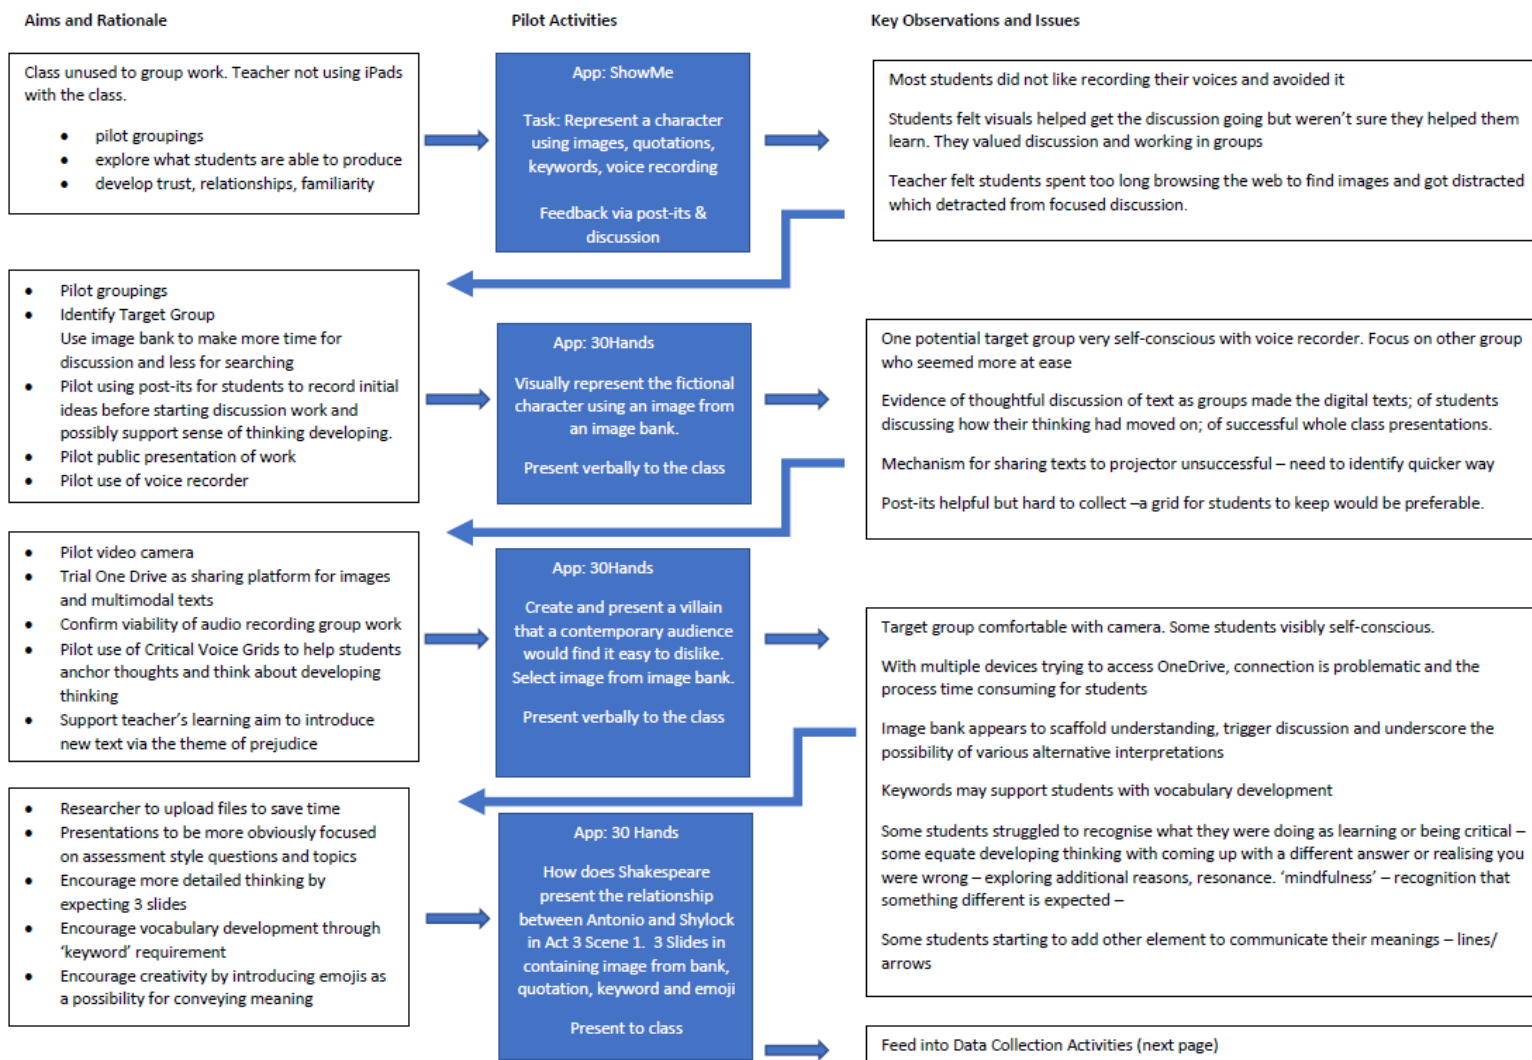 Aims and Rationale
Pilot Activities
Key Observations and Issues
Class unused to group work. Teacher not using iPads
with the class.
• pilot groupings
• explore what students are able to produce
• develop trust, relationships, familiarity
App: ShowMe
Task: Represent a character
using images, quotations,
keywords, voice recording
Feedback via post-its &
discussion
Most students did not like recording their voices and avoided it
Students felt visuals helped get the discussion going but weren't sure they helped them
learn. They valued discussion and working in groups
Teacher felt students spent too long browsing the web to find images and got distracted
which detracted from focused discussion.
• Pilot groupings
• Identify Target Group
Use image bank to make more time for
discussion and less for searching
• Pilot using post-its for students to record initial
ideas before starting discussion work and
possibly support sense of thinking developing.
• Pilot public presentation of work
• Pilot use of voice recorder
App: 30Hands
Visually represent the fictional
character using an image from
an image bank.
Present verbally to the class
One potential target group very self-conscious with voice recorder. Focus on other group
who seemed more at ease
Evidence of thoughtful discussion of text as groups made the digital texts; of students
discussing how their thinking had moved on; of successful whole class presentations.
Mechanism for sharing texts to projector unsuccessful – need to identify quicker way
Post-its helpful but hard to collect –a grid for students to keep would be preferable.
• Pilot video camera
• Trial One Drive as sharing platform for images
and multimodal texts
• Confirm viability of audio recording group work
• Pilot use of Critical Voice Grids to help students
anchor thoughts and think about developing
thinking
• Support teacher's learning aim to introduce
new text via the theme of prejudice
App: 30Hands
Create and present a villain
that a contemporary audience
would find it easy to dislike.
Select image from image bank.
Present verbally to the class
Target group comfortable with camera. Some students visibly self-conscious.
With multiple devices trying to access OneDrive, connection is problematic and the
process time consuming for students
Image bank appears to scaffold understanding, trigger discussion and underscore the
possibility of various alternative interpretations
Keywords may support students with vocabulary development
Some students struggled to recognise what they were doing as learning or being critical –
some equate developing thinking with coming up with a different answer or realising you
were wrong – exploring additional reasons, resonance. 'mindfulness' – recognition that
something different is expected –
Some students starting to add other element to communicate their meanings – lines/
arrows
• Researcher to upload files to save time
• Presentations to be more obviously focused
on assessment style questions and topics
• Encourage more detailed thinking by
expecting 3 slides
• Encourage vocabulary development through
'keyword' requirement
• Encourage creativity by introducing emojis as
a possibility for conveying meaning
App: 30 Hands
How does Shakespeare
present the relationship
between Antonio and Shylock
in Act 3 Scene 1. 3 Slides in
containing image from bank,
quotation, keyword and emoji
Present to class
Feed into Data Collection Activities (next page)